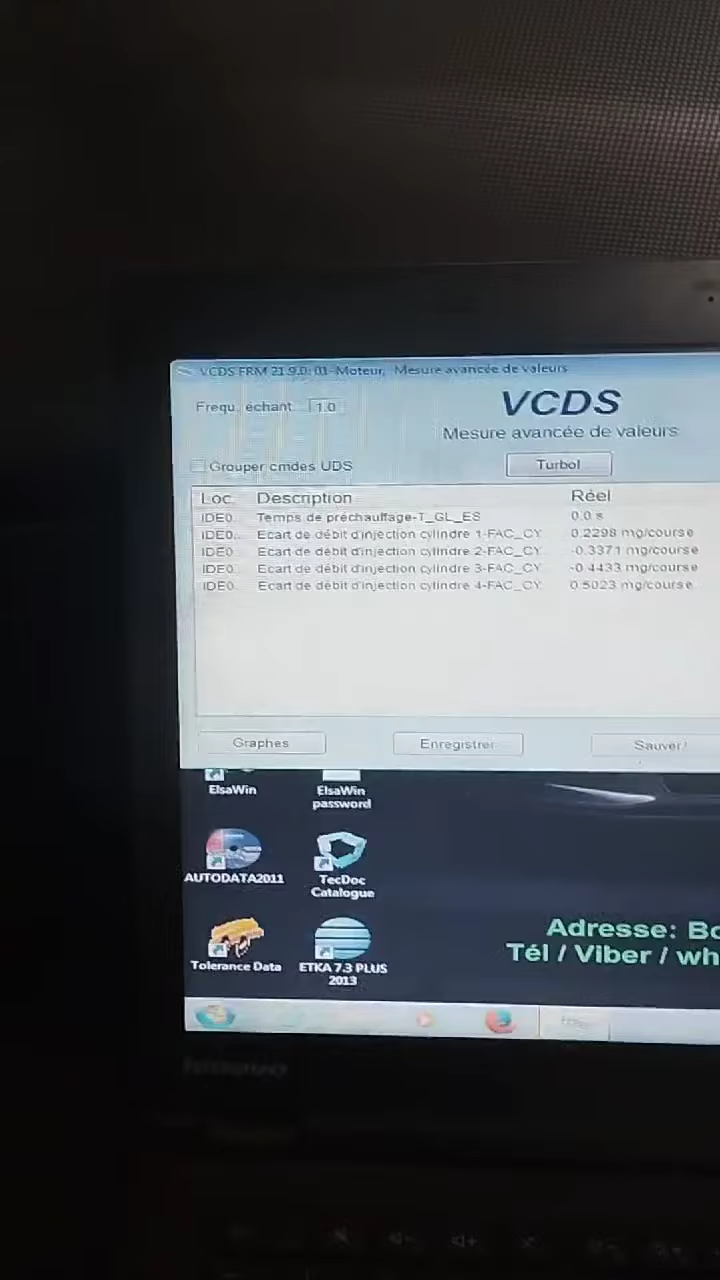 VCDS FRM 21.9.0: 01-Moteur, Mesure avancée de valeurs
Frequ. échant. 1.0
VCDS
Mesure avancée de valeurs
Grouper cmdes UDS
Turbo!
Loc. Description Réel
IDE0.. Temps de préchauffage-T_GL_ES 0.0 s
IDE0.. Ecart de débit d'injection cylindre 1-FAC_CY. 0.2298 mg/course
IDE0.. Ecart de débit d'injection cylindre 2-FAC_CY. -0.3371 mg/course
IDE0.. Ecart de débit d'injection cylindre 3-FAC_CY. -0.4433 mg/course
IDE0.. Ecart de débit d'injection cylindre 4-FAC_CY. 0.5023 mg/course
Graphes Enregistrer Sauver!
ElsaWin ElsaWin password
AUTODATA2011 TecDoc Catalogue
Adresse: Bo
Tél / Viber / wh
Tolerance Data ETKA 7.3 PLUS 2013